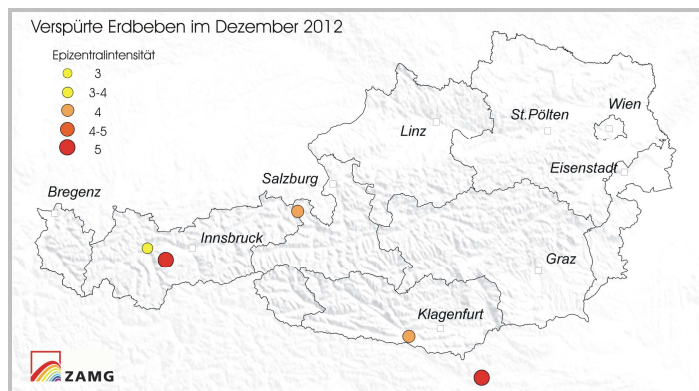 Verspürte Erdbeben im Dezember 2012
Epizentralintensität
3
3-4
4
4-5
5
Linz
St.Pölten
Wien
Eisenstadt
Salzburg
Bregenz
Innsbruck
Graz
Klagenfurt
ZAMG